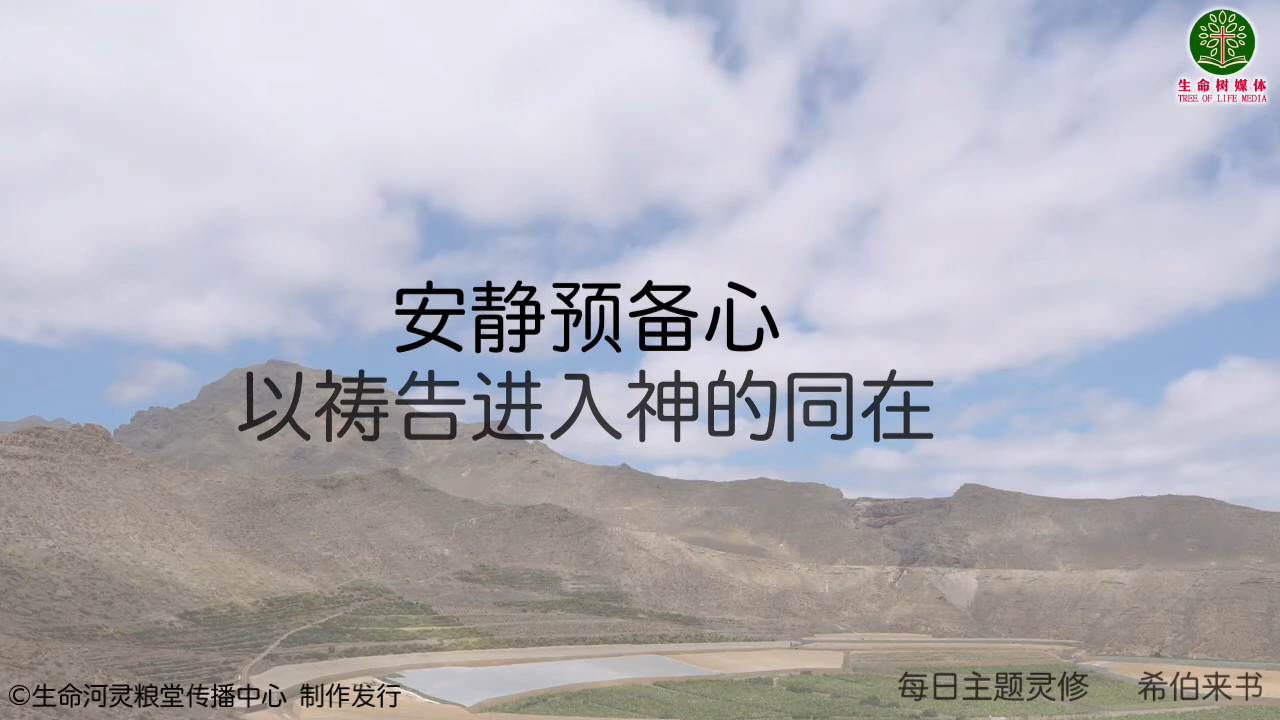 生命树媒体
TREE OF LIFE MEDIA
安静预备心
以祷告进入神的同在
©生命河灵粮堂传播中心 制作发行
每日主题灵修 希伯来书